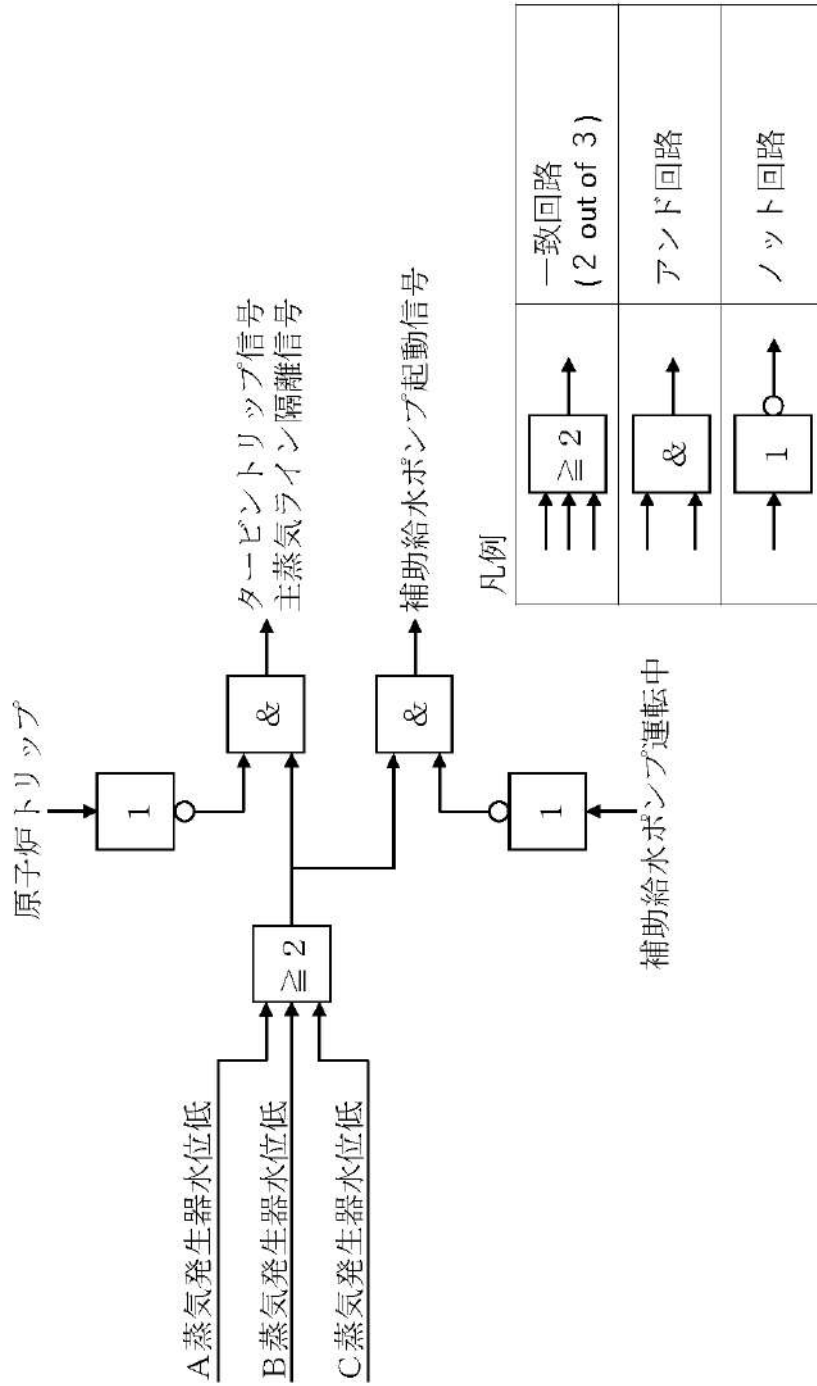 原子炉トリップ
1
A蒸気発生器水位低
B蒸気発生器水位低
C蒸気発生器水位低
≧2
&
タービントリップ信号
主蒸気ライン隔離信号
&
補助給水ポンプ起動信号
1
補助給水ポンプ運転中
凡例
≧2
一致回路
(2 out of 3)
&
アンド回路
1
ノット回路